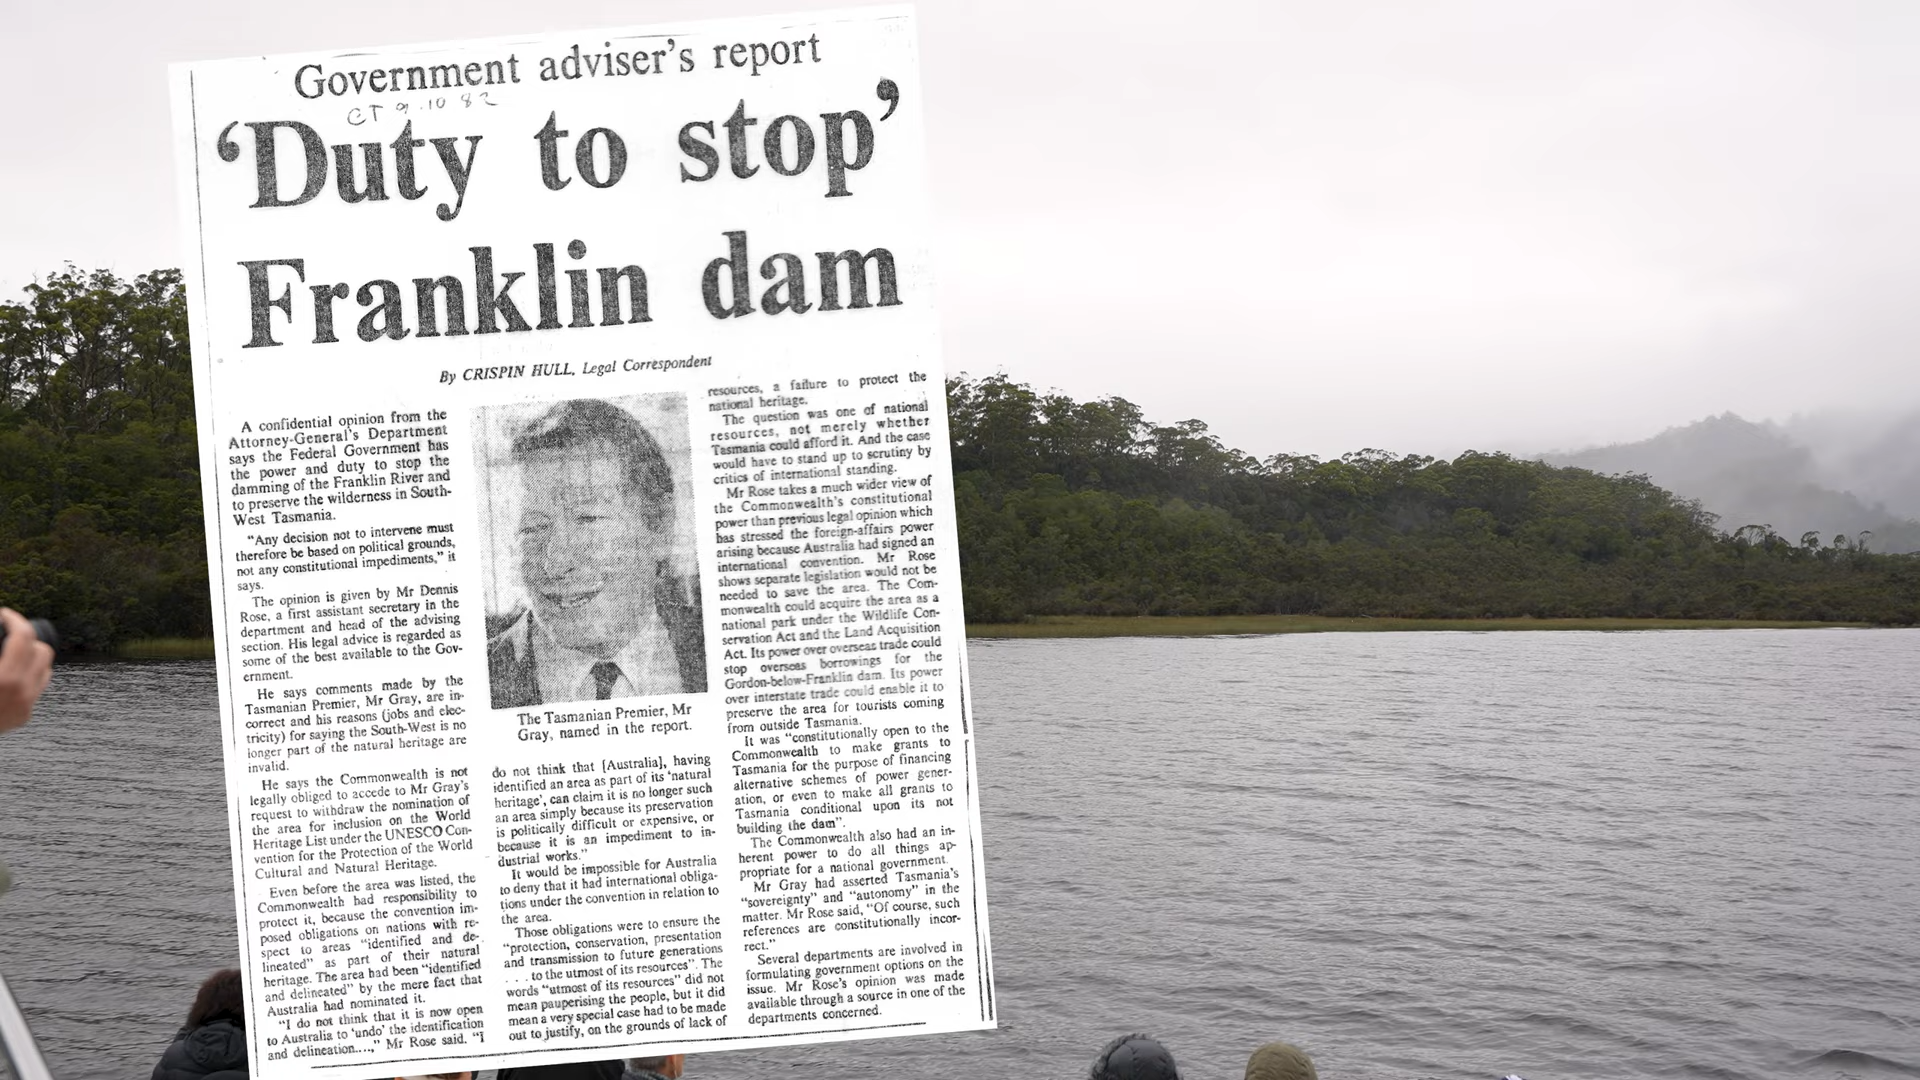 Government adviser's report
CT 9.10 82
‘Duty to stop’
Franklin dam
By CRISPIN HULL, Legal Correspondent
A confidential opinion from the
Attorney-General's Department
says the Federal Government has
the power and duty to stop the
damming of the Franklin River and
to preserve the wilderness in South-
West Tasmania.
"Any decision not to intervene must
therefore be based on political grounds,
not any constitutional impediments," it
says.
The opinion is given by Mr Dennis
Rose, a first assistant secretary in the
department and head of the advising
section. His legal advice is regarded as
some of the best available to the Gov-
ernment.
He says comments made by the
Tasmanian Premier, Mr Gray, are in-
correct and his reasons (jobs and elec-
tricity) for saying the South-West is no
longer part of the natural heritage are
invalid.
He says the Commonwealth is not
legally obliged to accede to Mr Gray's
request to withdraw the nomination of
the area for inclusion on the World
Heritage List under the UNESCO Con-
vention for the Protection of the World
Cultural and Natural Heritage.
Even before the area was listed, the
Commonwealth had responsibility to
protect it, because the convention im-
posed obligations on nations with re-
spect to areas "identified and de-
lineated" as part of their natural
heritage. The area had been "identified
and delineated" by the mere fact that
Australia had nominated it.
"I do not think that it is now open
to Australia to 'undo' the identification
and delineation....," Mr Rose said. "I
The Tasmanian Premier, Mr
Gray, named in the report.
do not think that [Australia], having
identified an area as part of its 'natural
heritage', can claim it is no longer such
an area simply because its preservation
is politically difficult or expensive, or
because it is an impediment to in-
dustrial works."
It would be impossible for Australia
to deny that it had international obliga-
tions under the convention in relation to
the area.
Those obligations were to ensure the
"protection, conservation, presentation
and transmission to future generations
. . . to the utmost of its resources". The
words "utmost of its resources" did not
mean pauperising the people, but it did
mean a very special case had to be made
out to justify, on the grounds of lack of
resources, a failure to protect the
national heritage.
The question was one of national
resources, not merely whether
Tasmania could afford it. And the case
would have to stand up to scrutiny by
critics of international standing.
Mr Rose takes a much wider view of
the Commonwealth's constitutional
power than previous legal opinion which
has stressed the foreign-affairs power
arising because Australia had signed an
international convention. Mr Rose
shows separate legislation would not be
needed to save the area. The Com-
monwealth could acquire the area as a
national park under the Wildlife Con-
servation Act and the Land Acquisition
Act. Its power over overseas trade could
stop overseas borrowings for the
Gordon-below-Franklin dam. Its power
over interstate trade could enable it to
preserve the area for tourists coming
from outside Tasmania.
It was "constitutionally open to the
Commonwealth to make grants to
Tasmania for the purpose of financing
alternative schemes of power gener-
ation, or even to make all grants to
Tasmania conditional upon its not
building the dam".
The Commonwealth also had an in-
herent power to do all things ap-
propriate for a national government.
Mr Gray had asserted Tasmania's
"sovereignty" and "autonomy" in the
matter. Mr Rose said, "Of course, such
references are constitutionally incor-
rect."
Several departments are involved in
formulating government options on the
issue. Mr Rose's opinion was made
available through a source in one of the
departments concerned.